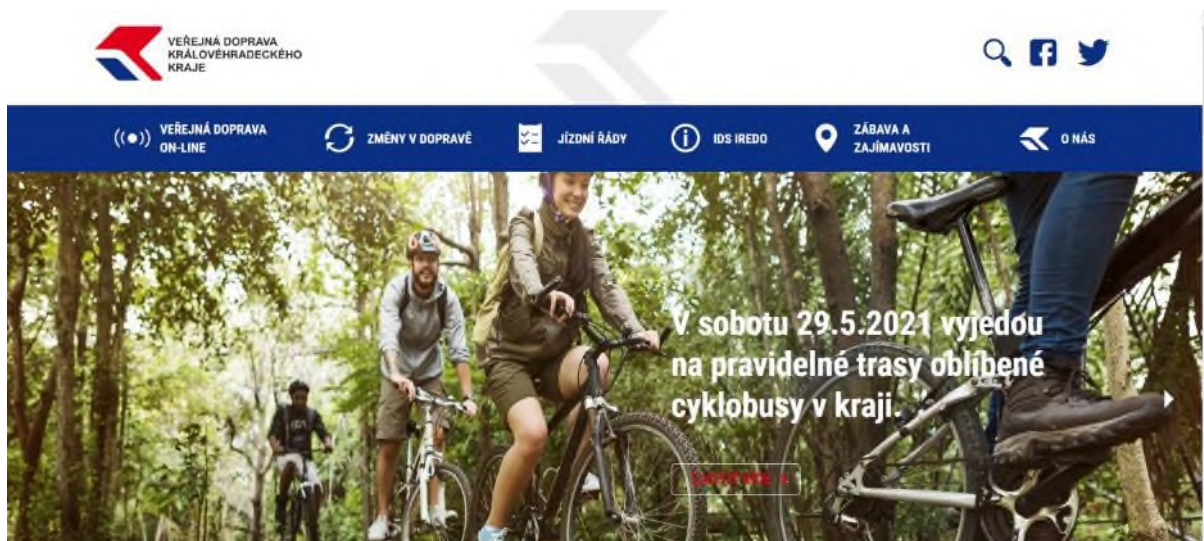 VEŘEJNÁ DOPRAVA
KRÁLOVÉHRADECKÉHO
KRAJE
VEŘEJNÁ DOPRAVA
ON-LINE
ZMĚNY V DOPRAVĚ
JÍZDNÍ ŘÁDY
IDS IREDO
ZÁBAVA A
ZAJÍMAVOSTI
O NÁS
V sobotu 29.5.2021 vyjedou
na pravidelné trasy oblíbené
cyklobusy v kraji.